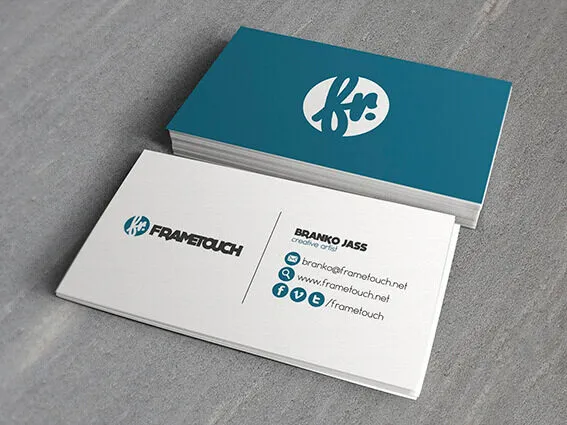 fr.
fr. FRAMETOUCH
BRANKO JASS
creative artist
branko@frametouch.net
www.frametouch.net
f v t /frametouch